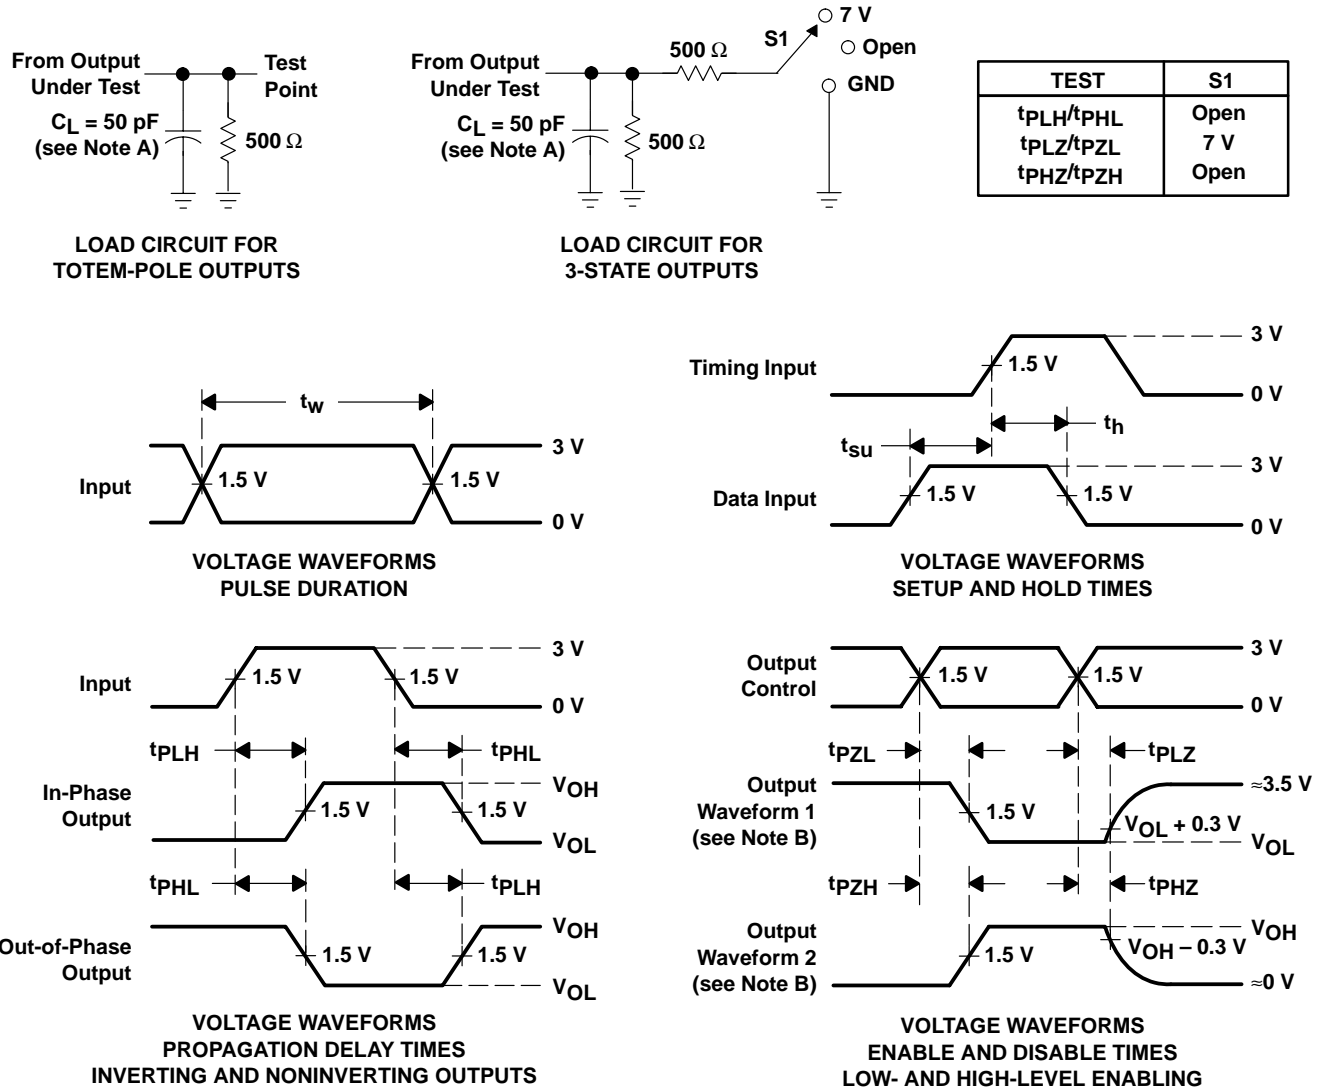 From Output
Under Test
Test
Point
CL = 50 pF
(see Note A)
500 Ω
LOAD CIRCUIT FOR
TOTEM-POLE OUTPUTS
From Output
Under Test
500 Ω
S1
7 V
Open
GND
CL = 50 pF
(see Note A)
500 Ω
LOAD CIRCUIT FOR
3-STATE OUTPUTS
TEST S1
tPLH/tPHL Open
tPLZ/tPZL 7 V
tPHZ/tPZH Open
tw
Input
1.5 V
1.5 V
3 V
0 V
VOLTAGE WAVEFORMS
PULSE DURATION
Timing Input
1.5 V
3 V
0 V
tsu
th
Data Input
1.5 V
1.5 V
3 V
0 V
VOLTAGE WAVEFORMS
SETUP AND HOLD TIMES
Input
1.5 V
1.5 V
3 V
0 V
tPLH
tPHL
In-Phase
Output
1.5 V
1.5 V
VOH
VOL
tPHL
tPLH
Out-of-Phase
Output
1.5 V
1.5 V
VOH
VOL
VOLTAGE WAVEFORMS
PROPAGATION DELAY TIMES
INVERTING AND NONINVERTING OUTPUTS
Output
Control
1.5 V
1.5 V
3 V
0 V
tPZL
tPLZ
Output
Waveform 1
(see Note B)
1.5 V
≈3.5 V
VOL + 0.3 V
VOL
tPZH
tPHZ
Output
Waveform 2
(see Note B)
1.5 V
VOH
VOH − 0.3 V
≈0 V
VOLTAGE WAVEFORMS
ENABLE AND DISABLE TIMES
LOW- AND HIGH-LEVEL ENABLING